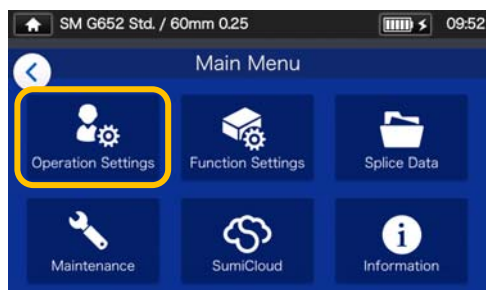 SM G652 Std. / 60mm 0.25 09:52
Main Menu
Operation Settings Function Settings Splice Data
Maintenance SumiCloud Information